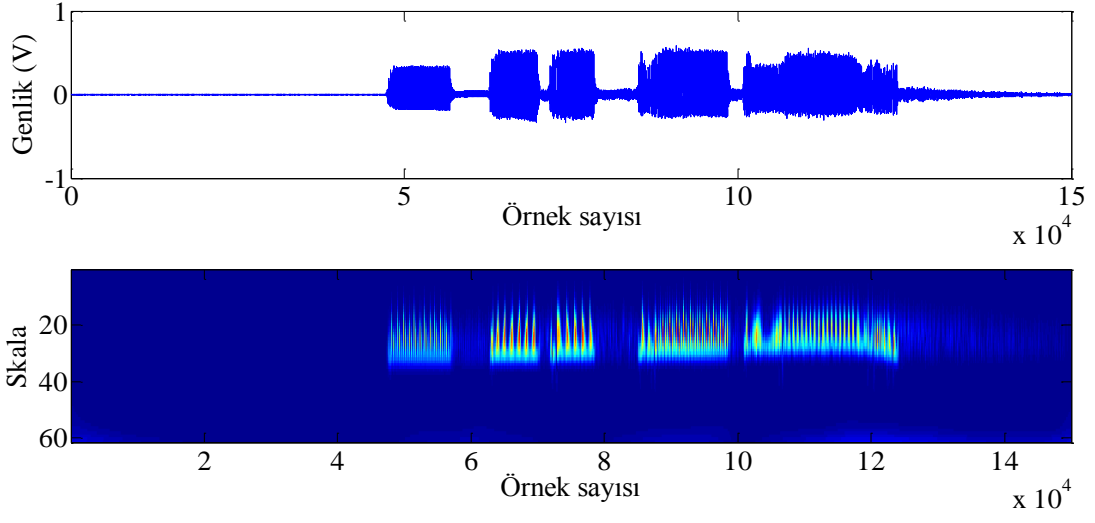 1
0
-1
Genlik (V)
0 5 10 15
Örnek sayısı
x 10^4
20
40
60
Skala
2 4 6 8 10 12 14
Örnek sayısı
x 10^4